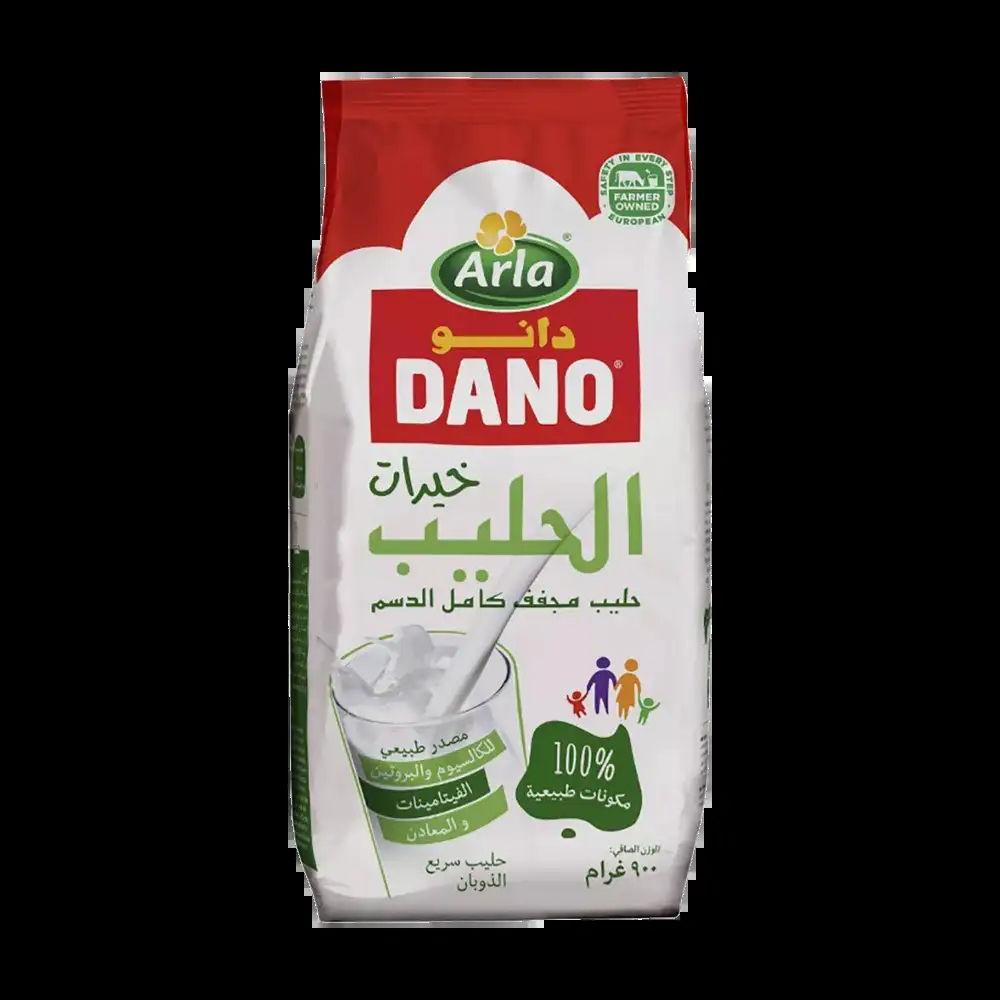 SAFETY IN EVERY STEP
FARMER
OWNED
EUROPEAN
Arla
دانـــو
DANO
خيرات
الحليب
حليب مجفف كامل الدسم
مصدر طبيعي
للكالسيوم والبروتين
الفيتامينات
و المعادن
100%
مكونات طبيعية
حليب سريع
الذوبان
الوزن الصافي:
٩٠٠ غرام